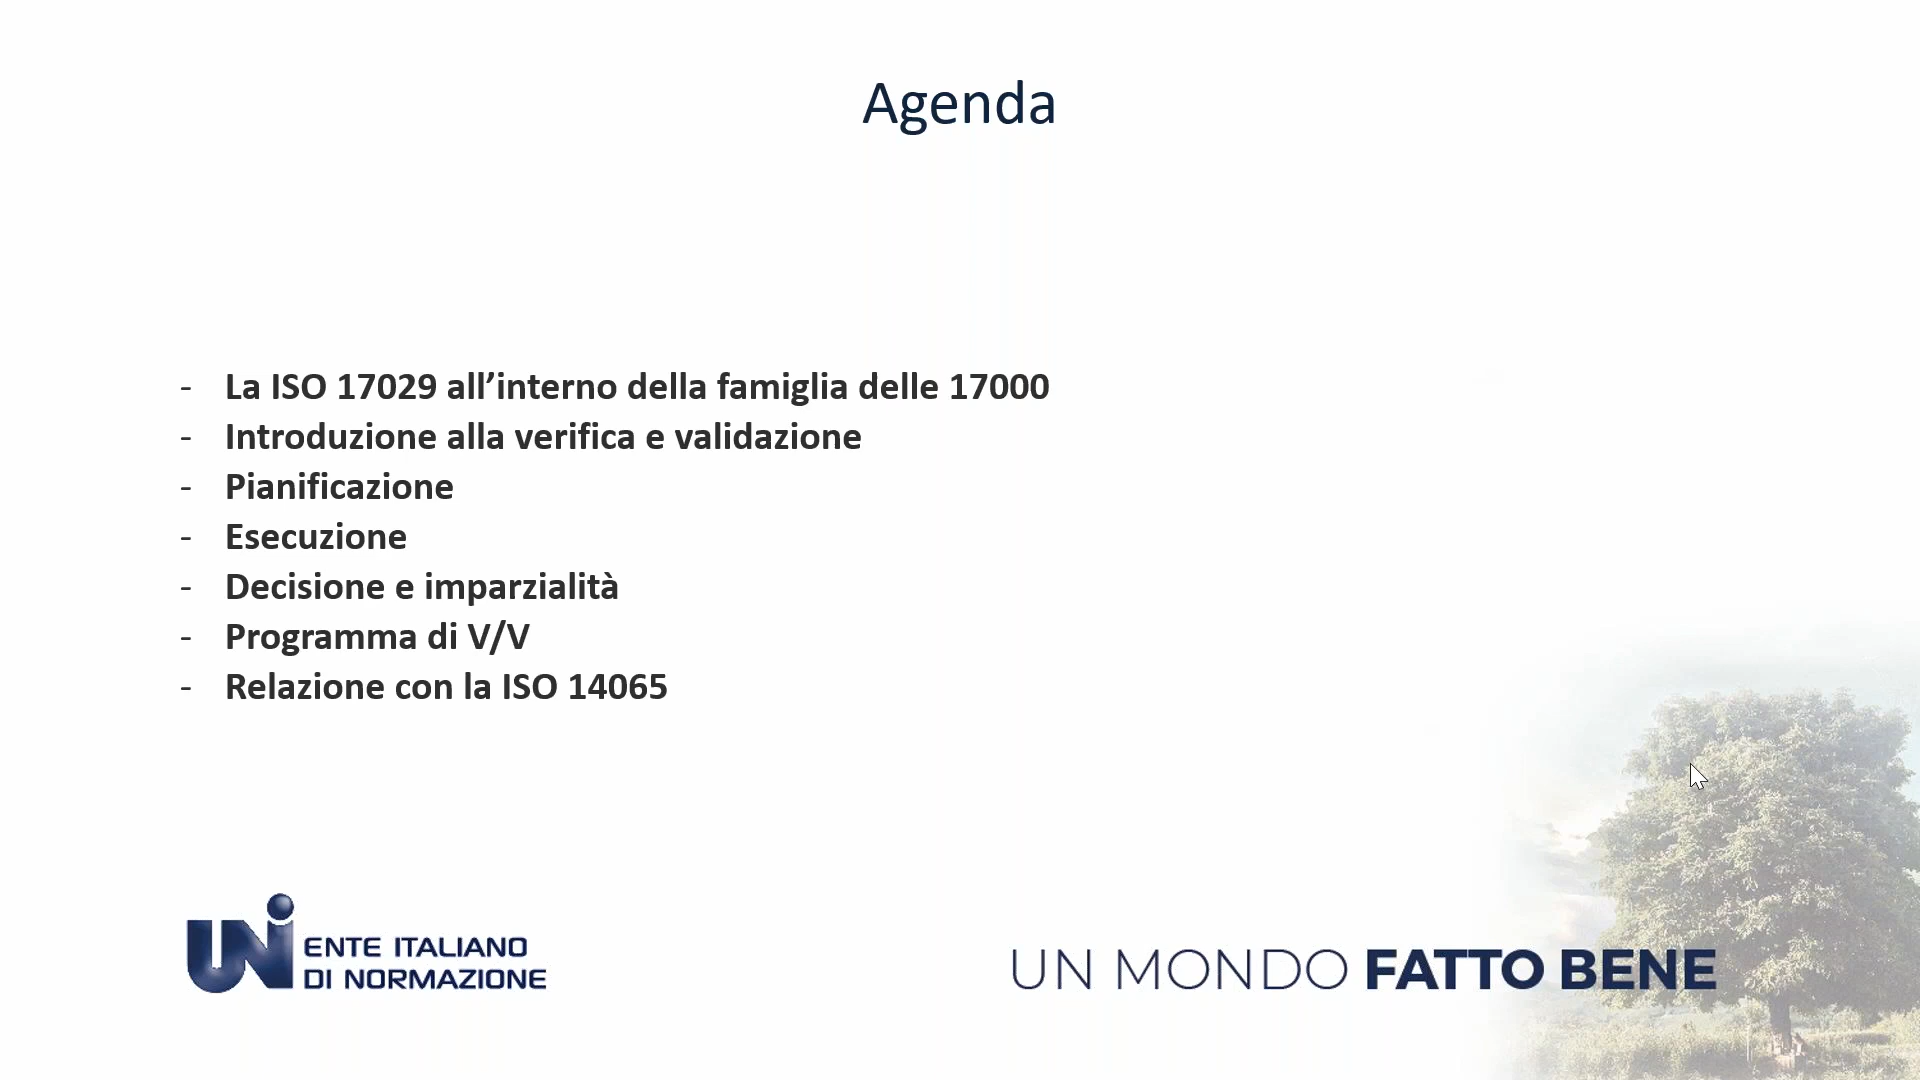 Agenda
- La ISO 17029 all’interno della famiglia delle 17000
- Introduzione alla verifica e validazione
- Pianificazione
- Esecuzione
- Decisione e imparzialità
- Programma di V/V
- Relazione con la ISO 14065
UNI ENTE ITALIANO
DI NORMAZIONE
UN MONDO FATTO BENE